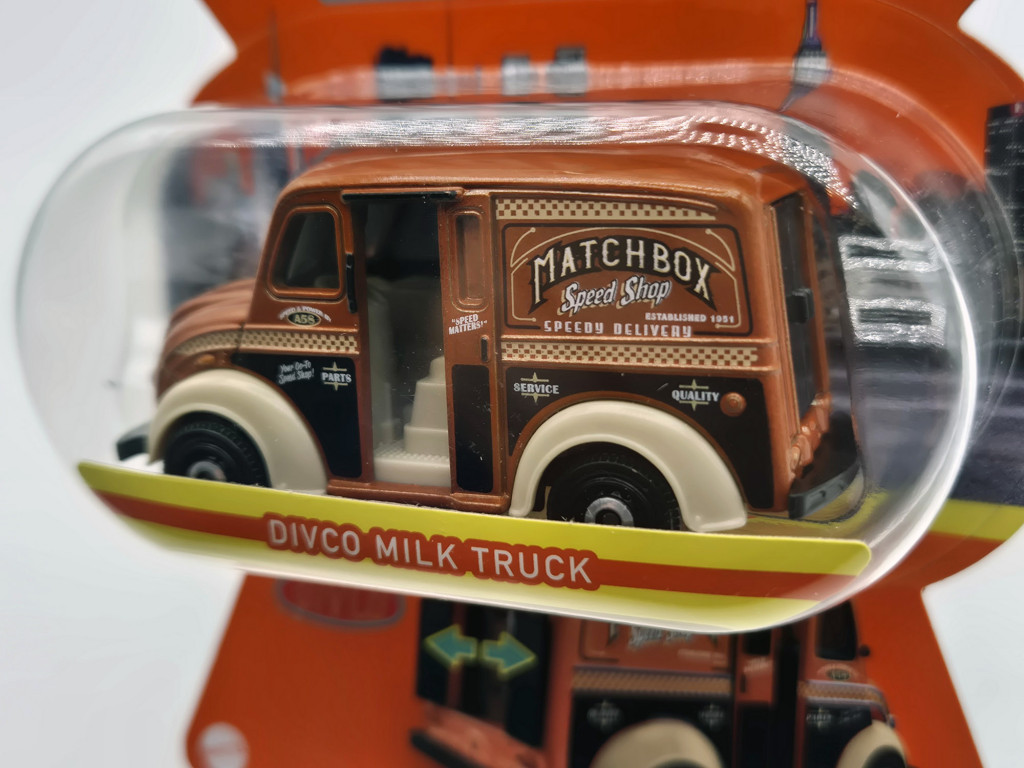 MATCHBOX
Speed Shop
ESTABLISHED 1951
SPEEDY DELIVERY
A58
"SPEED
MATTERS!"
Your Go-To
Speed Shop!
PARTS
SERVICE
QUALITY
DIVCO MILK TRUCK